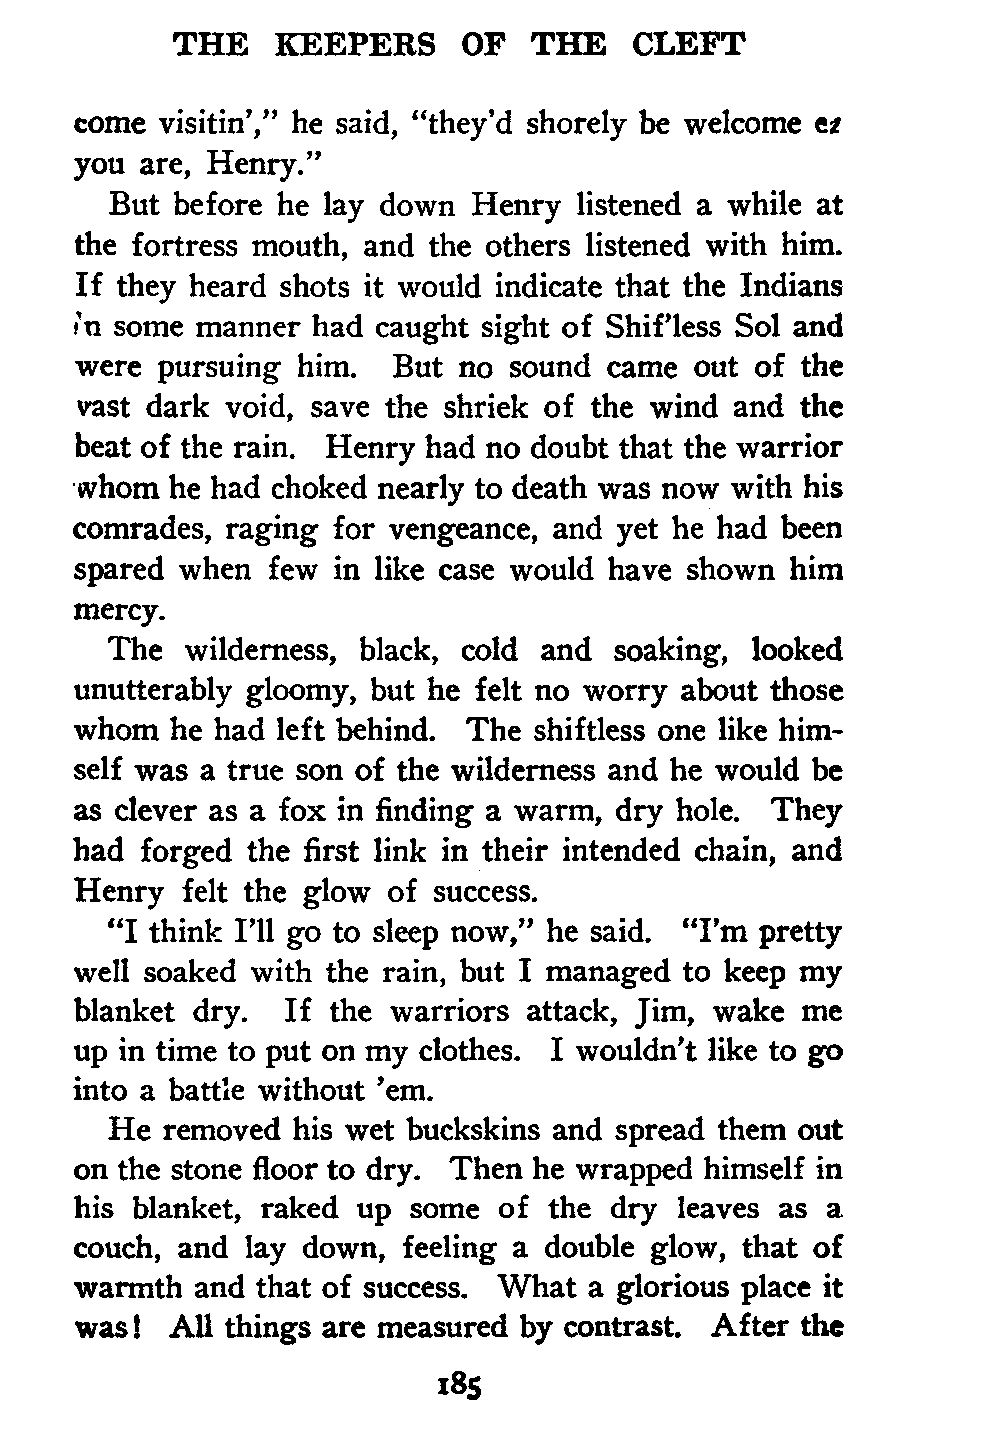 THE KEEPERS OF THE CLEFT
come visitin'," he said, "they'd shorely be welcome ez
you are, Henry."
But before he lay down Henry listened a while at
the fortress mouth, and the others listened with him.
If they heard shots it would indicate that the Indians
in some manner had caught sight of Shif'less Sol and
were pursuing him. But no sound came out of the
vast dark void, save the shriek of the wind and the
beat of the rain. Henry had no doubt that the warrior
whom he had choked nearly to death was now with his
comrades, raging for vengeance, and yet he had been
spared when few in like case would have shown him
mercy.
The wilderness, black, cold and soaking, looked
unutterably gloomy, but he felt no worry about those
whom he had left behind. The shiftless one like him-
self was a true son of the wilderness and he would be
as clever as a fox in finding a warm, dry hole. They
had forged the first link in their intended chain, and
Henry felt the glow of success.
"I think I'll go to sleep now," he said. "I'm pretty
well soaked with the rain, but I managed to keep my
blanket dry. If the warriors attack, Jim, wake me
up in time to put on my clothes. I wouldn't like to go
into a battle without 'em.
He removed his wet buckskins and spread them out
on the stone floor to dry. Then he wrapped himself in
his blanket, raked up some of the dry leaves as a
couch, and lay down, feeling a double glow, that of
warmth and that of success. What a glorious place it
was! All things are measured by contrast. After the
185